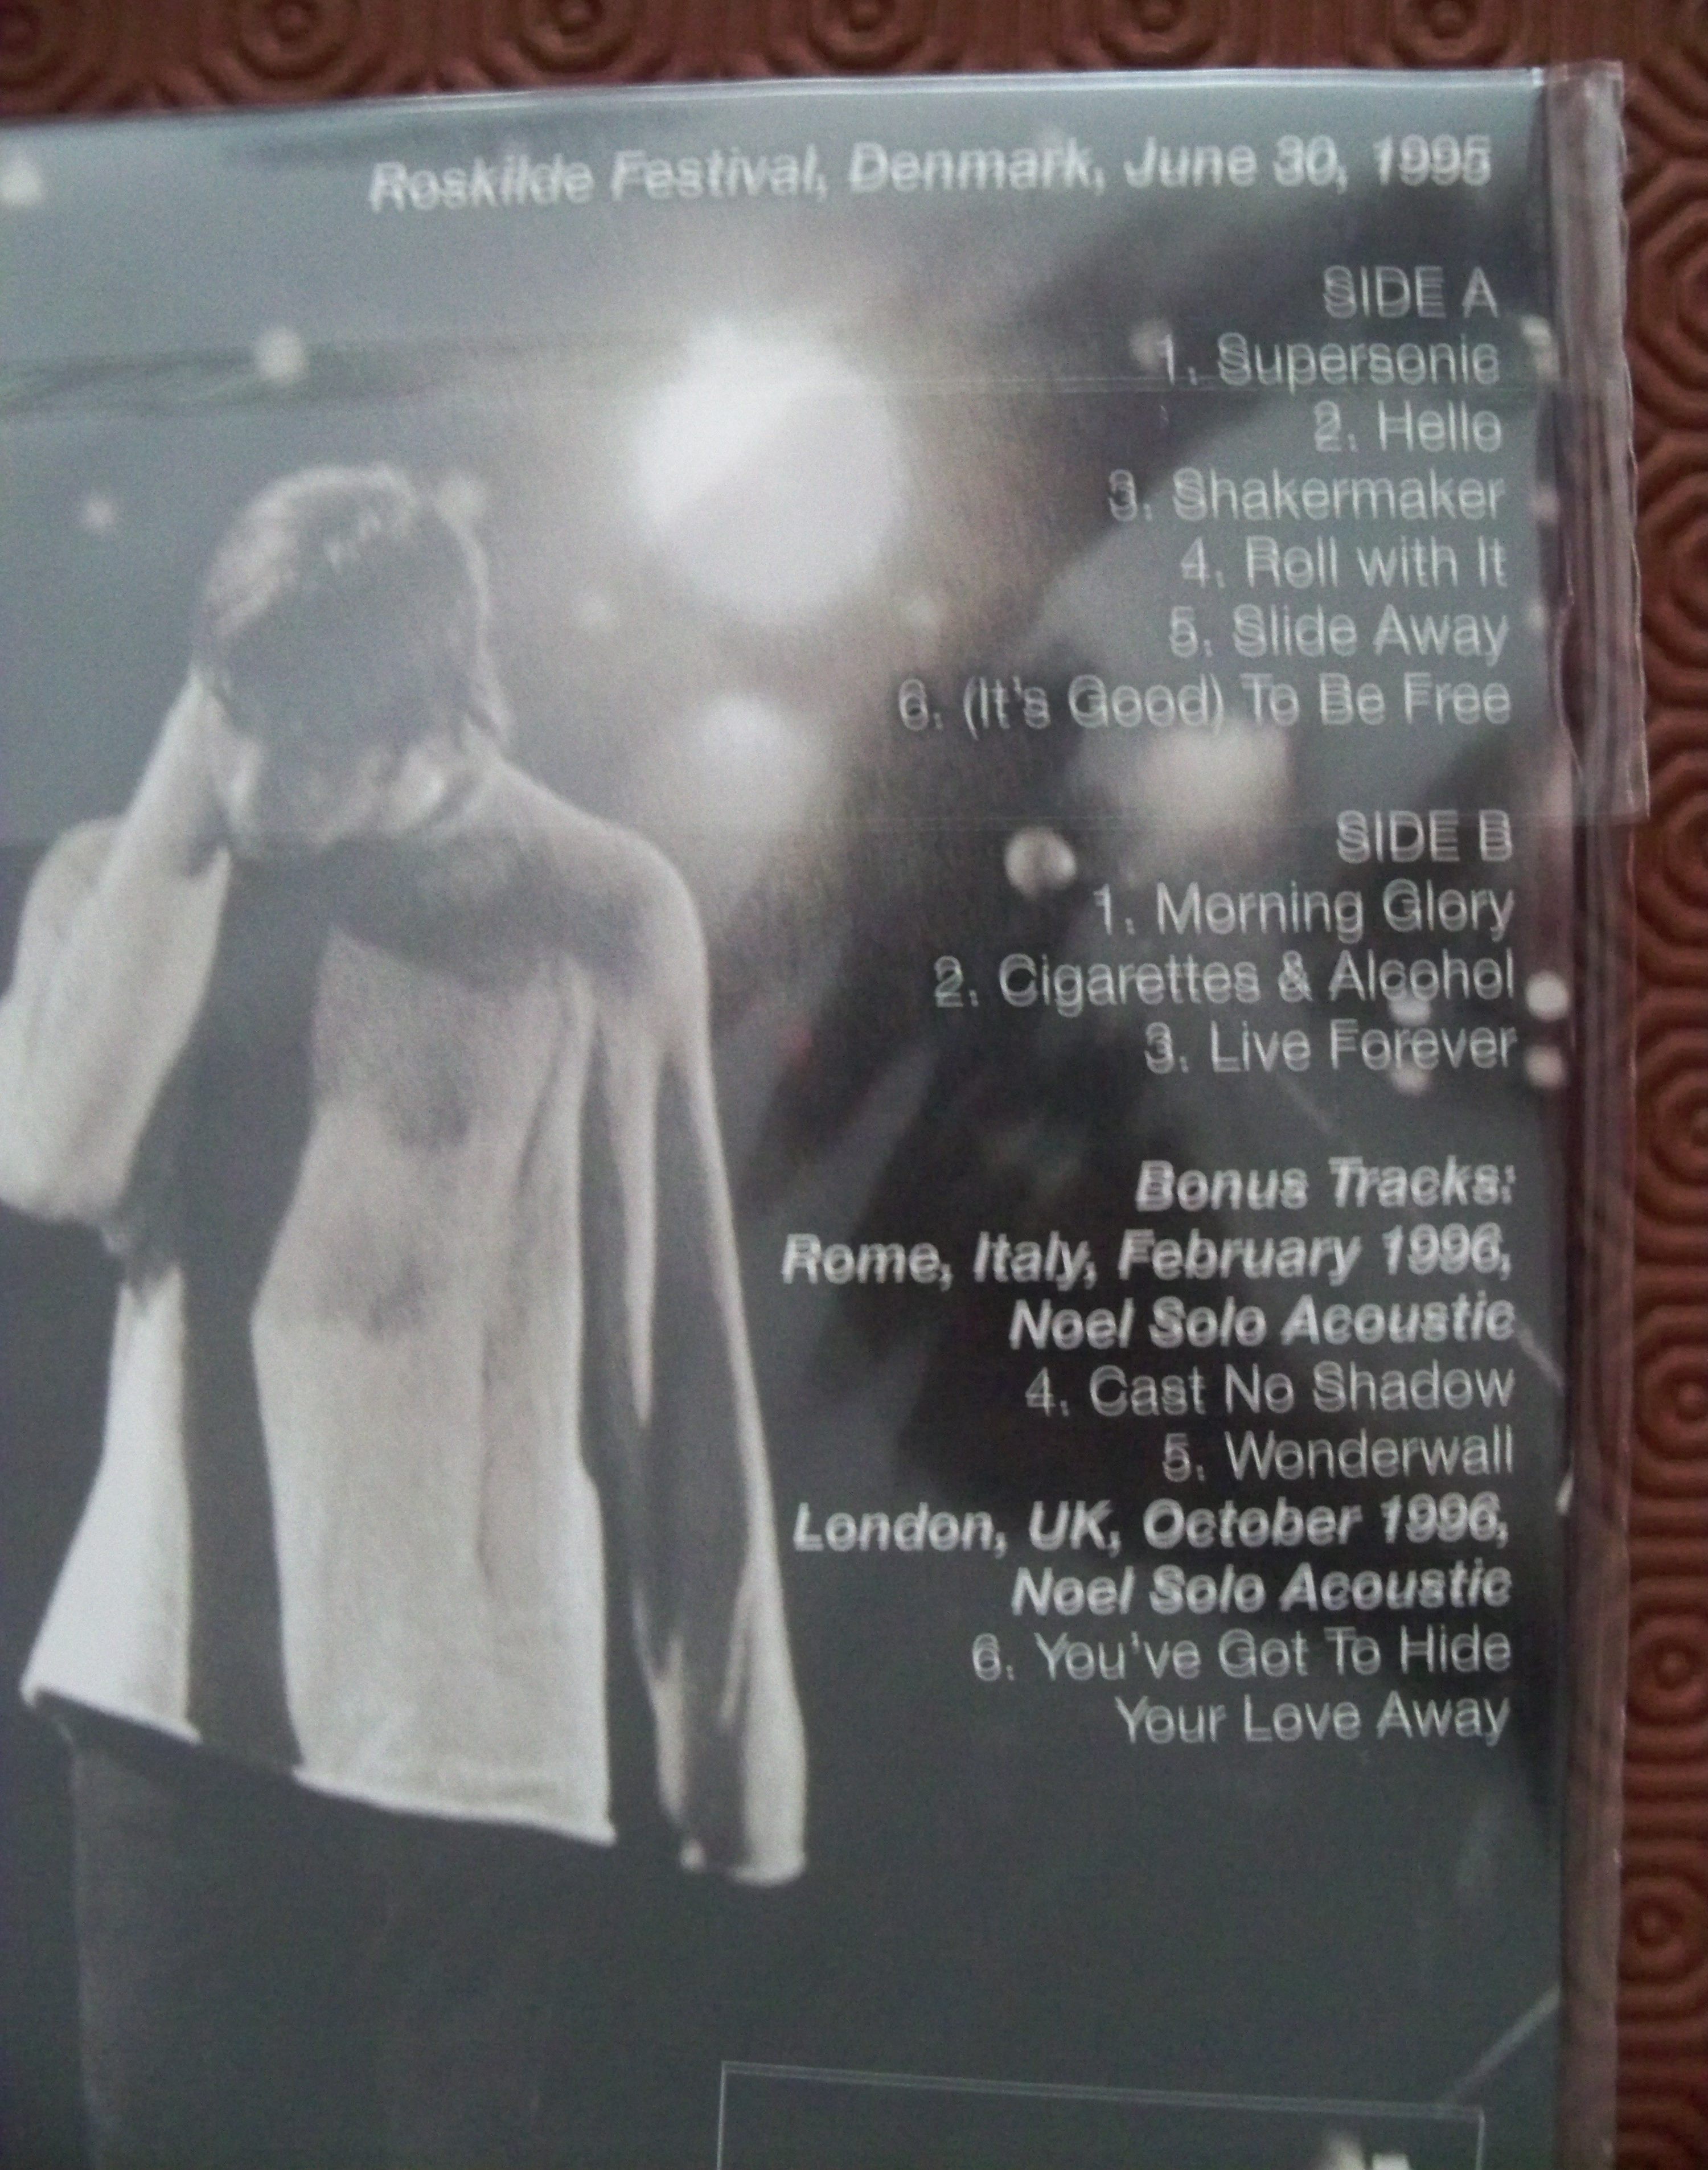 Roskilde Festival, Denmark, June 30, 1995
SIDE A
1. Supersonic
2. Hello
3. Shakermaker
4. Roll with It
5. Slide Away
6. (It's Good) To Be Free
SIDE B
1. Morning Glory
2. Cigarettes & Alcohol
3. Live Forever
Bonus Tracks:
Rome, Italy, February 1996,
Noel Solo Acoustic
4. Cast No Shadow
5. Wonderwall
London, UK, October 1996,
Noel Solo Acoustic
6. You've Got To Hide
Your Love Away